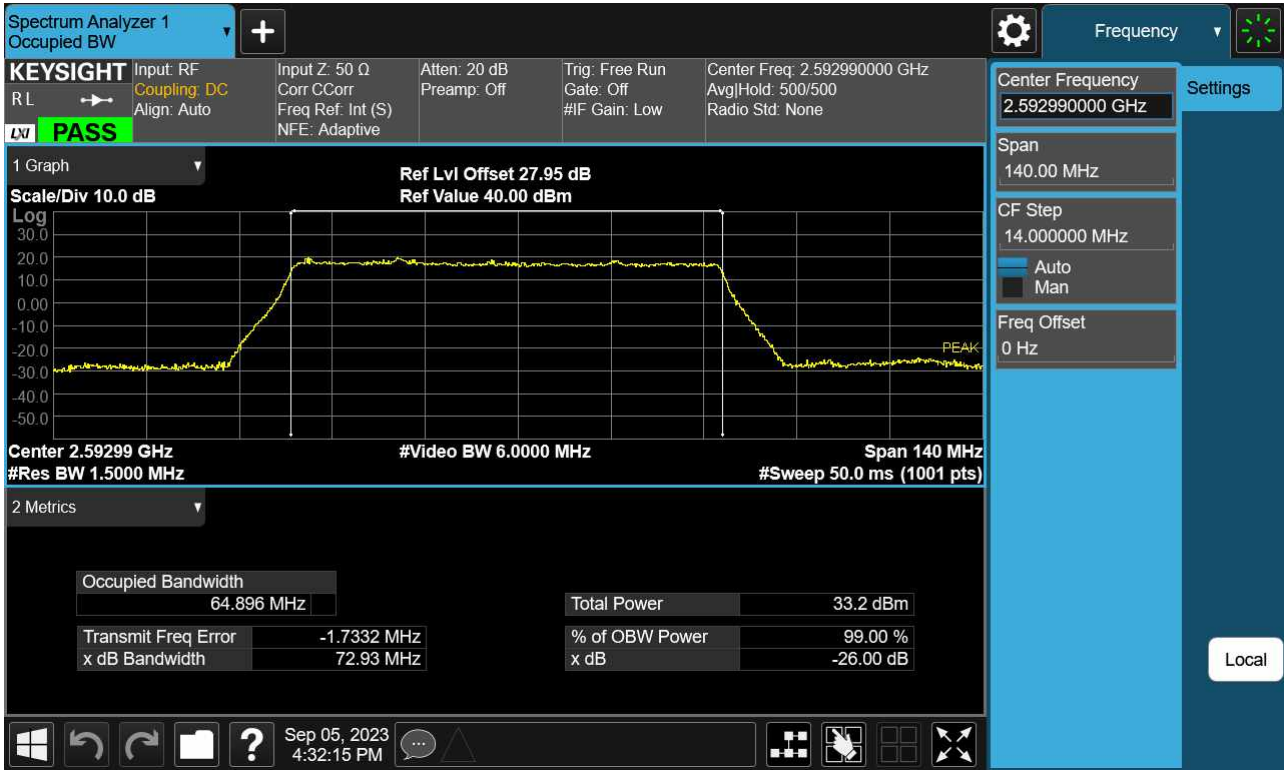 Spectrum Analyzer 1
Occupied BW
+
Frequency
KEYSIGHT
R L
LXI
PASS
Input: RF
Coupling: DC
Align: Auto
Input Z: 50 Ω
Corr CCorr
Freq Ref: Int (S)
NFE: Adaptive
Atten: 20 dB
Preamp: Off
Trig: Free Run
Gate: Off
#IF Gain: Low
Center Freq: 2.592990000 GHz
Avg|Hold: 500/500
Radio Std: None
Center Frequency
2.592990000 GHz
Settings
Span
140.00 MHz
CF Step
14.000000 MHz
Auto
Man
Freq Offset
0 Hz
Local
1 Graph
Ref Lvl Offset 27.95 dB
Scale/Div 10.0 dB
Ref Value 40.00 dBm
Log
30.0
20.0
10.0
0.00
-10.0
-20.0
-30.0
-40.0
-50.0
PEAK
Center 2.59299 GHz
#Video BW 6.0000 MHz
Span 140 MHz
#Res BW 1.5000 MHz
#Sweep 50.0 ms (1001 pts)
2 Metrics
Occupied Bandwidth
64.896 MHz
Total Power 33.2 dBm
Transmit Freq Error -1.7332 MHz
% of OBW Power 99.00 %
x dB Bandwidth 72.93 MHz
x dB -26.00 dB
?
Sep 05, 2023
4:32:15 PM